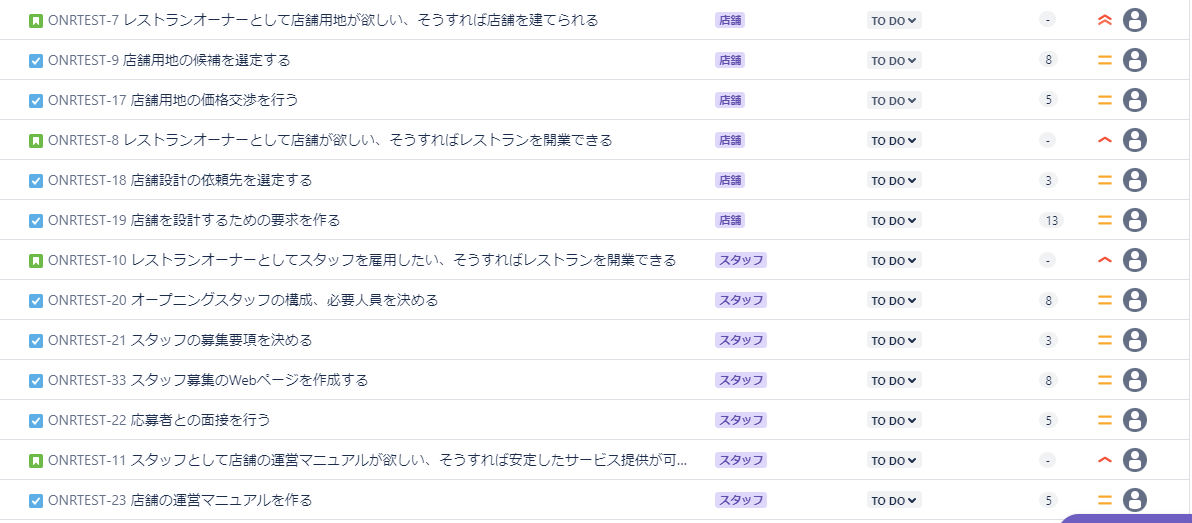 ONRTEST-7 レストランオーナーとして店舗用地が欲しい、そうすれば店舗を建てられる 店舗 TO DO -
ONRTEST-9 店舗用地の候補を選定する 店舗 TO DO 8
ONRTEST-17 店舗用地の価格交渉を行う 店舗 TO DO 5
ONRTEST-8 レストランオーナーとして店舗が欲しい、そうすればレストランを開業できる 店舗 TO DO -
ONRTEST-18 店舗設計の依頼先を選定する 店舗 TO DO 3
ONRTEST-19 店舗を設計するための要求を作る 店舗 TO DO 13
ONRTEST-10 レストランオーナーとしてスタッフを雇用したい、そうすればレストランを開業できる スタッフ TO DO -
ONRTEST-20 オープニングスタッフの構成、必要人員を決める スタッフ TO DO 8
ONRTEST-21 スタッフの募集要項を決める スタッフ TO DO 3
ONRTEST-33 スタッフ募集のWebページを作成する スタッフ TO DO 8
ONRTEST-22 応募者との面接を行う スタッフ TO DO 5
ONRTEST-11 スタッフとして店舗の運営マニュアルが欲しい、そうすれば安定したサービス提供が可... スタッフ TO DO -
ONRTEST-23 店舗の運営マニュアルを作る スタッフ TO DO 5